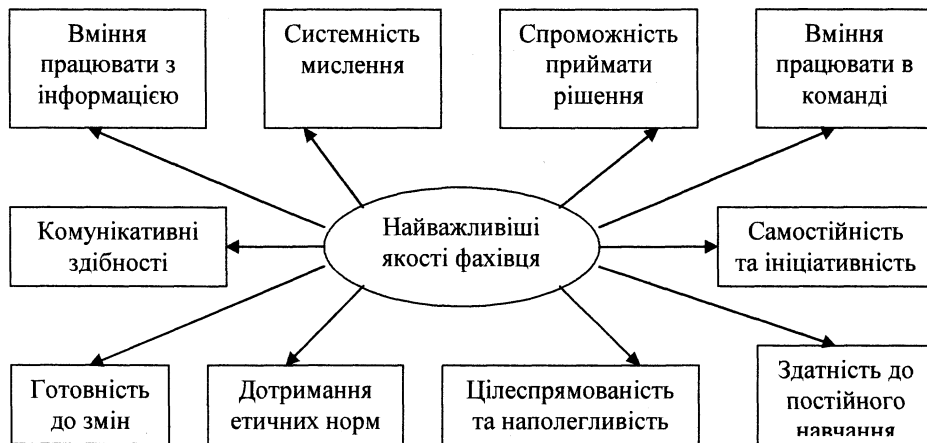 Вміння
працювати з
інформацією
Системність
мислення
Спроможність
приймати
рішення
Вміння
працювати в
команді
Комунікативні
здібності
Найважливіші
якості фахівця
Самостійність
та ініціативність
Готовність
до змін
Дотримання
етичних норм
Цілеспрямованість
та наполегливість
Здатність до
постійного
навчання